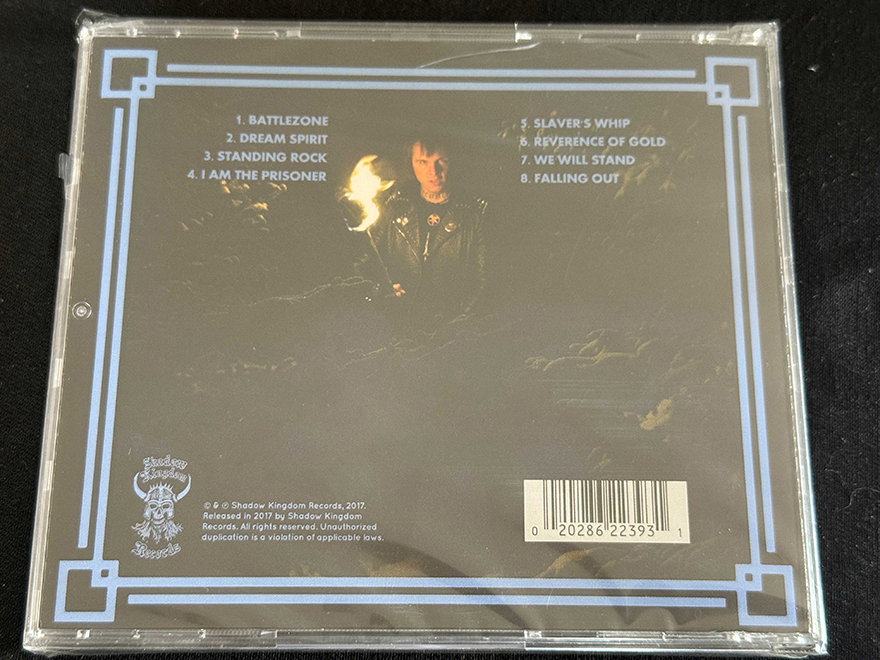 1. BATTLEZONE
2. DREAM SPIRIT
3. STANDING ROCK
4. I AM THE PRISONER
5. SLAVER S WHIP
6. REVERENCE OF GOLD
7. WE WILL STAND
8. FALLING OUT
Shadow
Kingdom
Records
© & ℗ Shadow Kingdom Records, 2017.
Released in 2017 by Shadow Kingdom
Records. All rights reserved. Unauthorized
duplication is a violation of applicable laws.
0 20286 22393 1